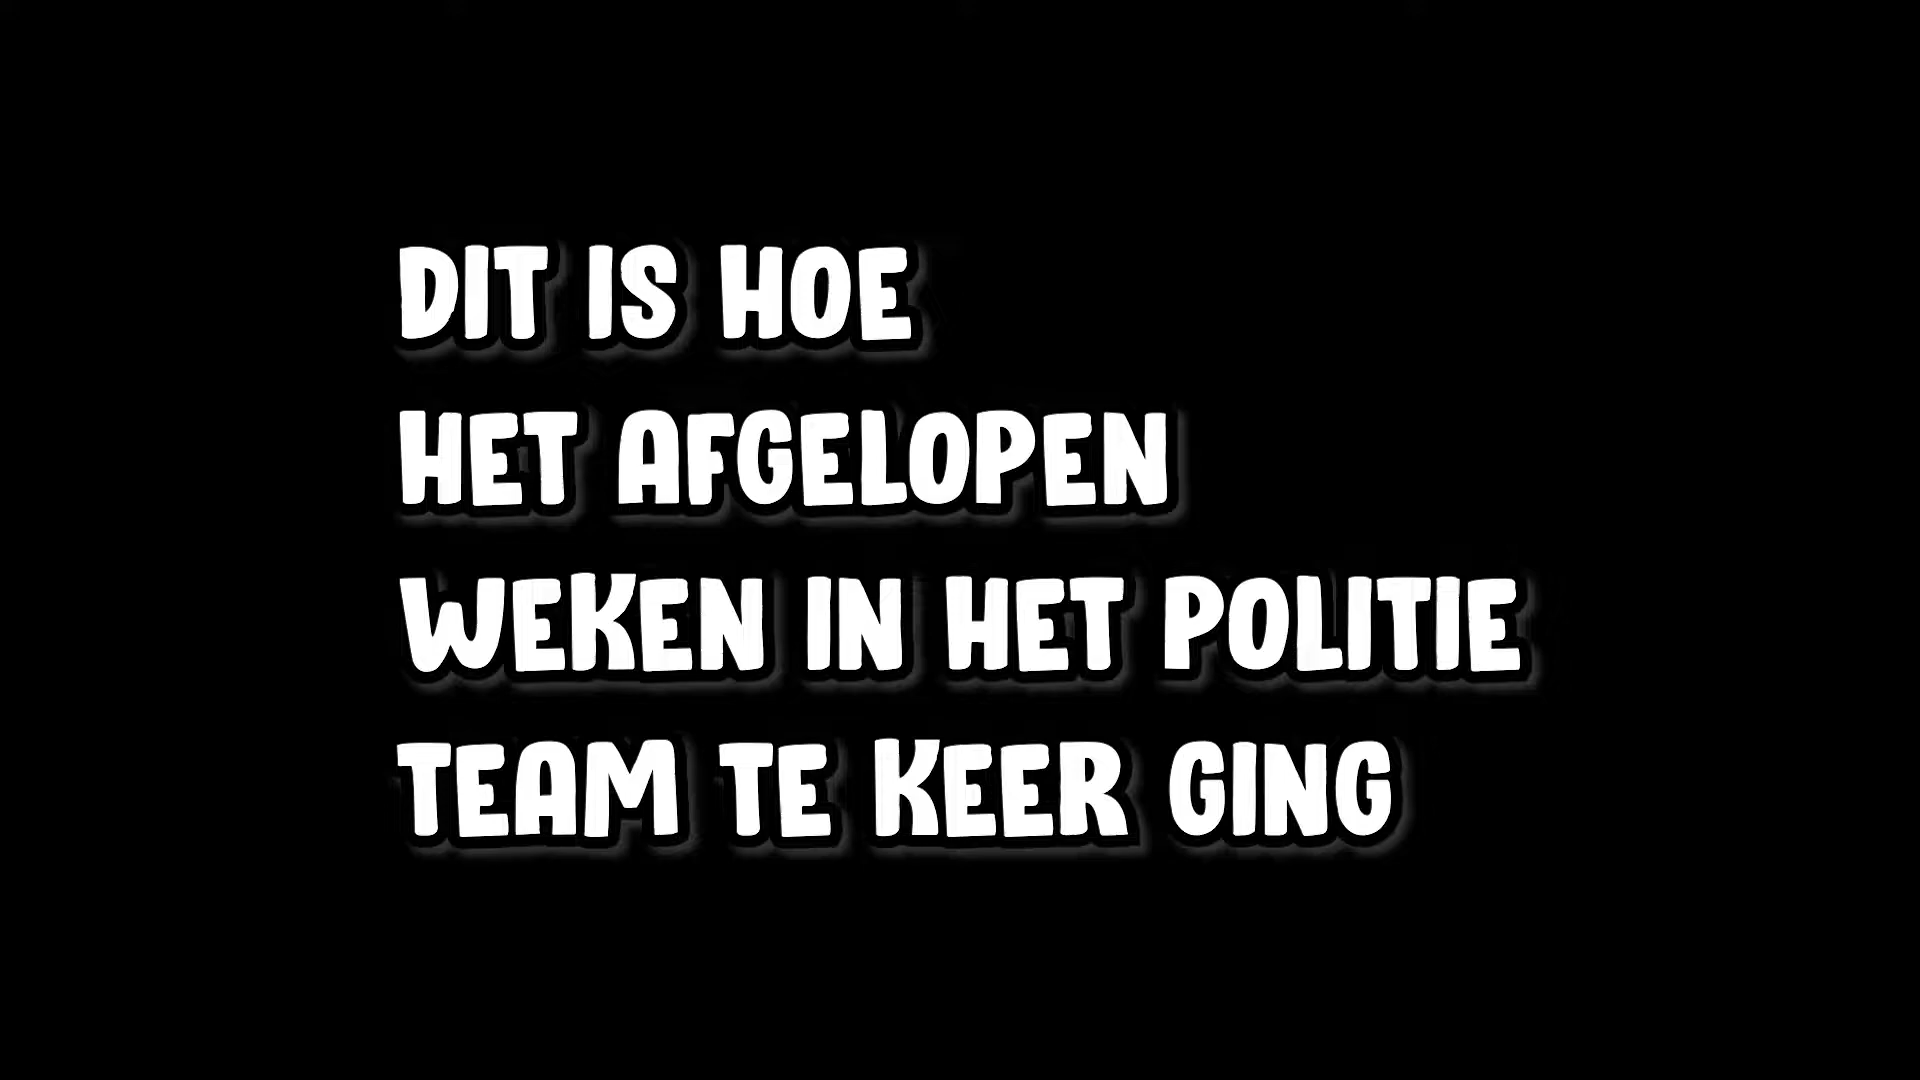 DIT IS HOE
HET AFGELOPEN
WEKEN IN HET POLITIE
TEAM TE KEER GING